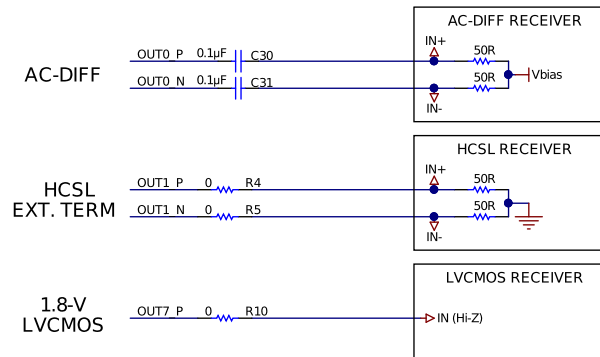 AC-DIFF RECEIVER
IN+
50R
OUT0_P 0.1µF C30
AC-DIFF
Vbias
50R
OUT0_N 0.1µF C31
IN-
HCSL RECEIVER
IN+
50R
OUT1_P 0 R4
HCSL
EXT. TERM
50R
OUT1_N 0 R5
IN-
LVCMOS RECEIVER
1.8-V
LVCMOS
OUT7_P 0 R10
IN (Hi-Z)